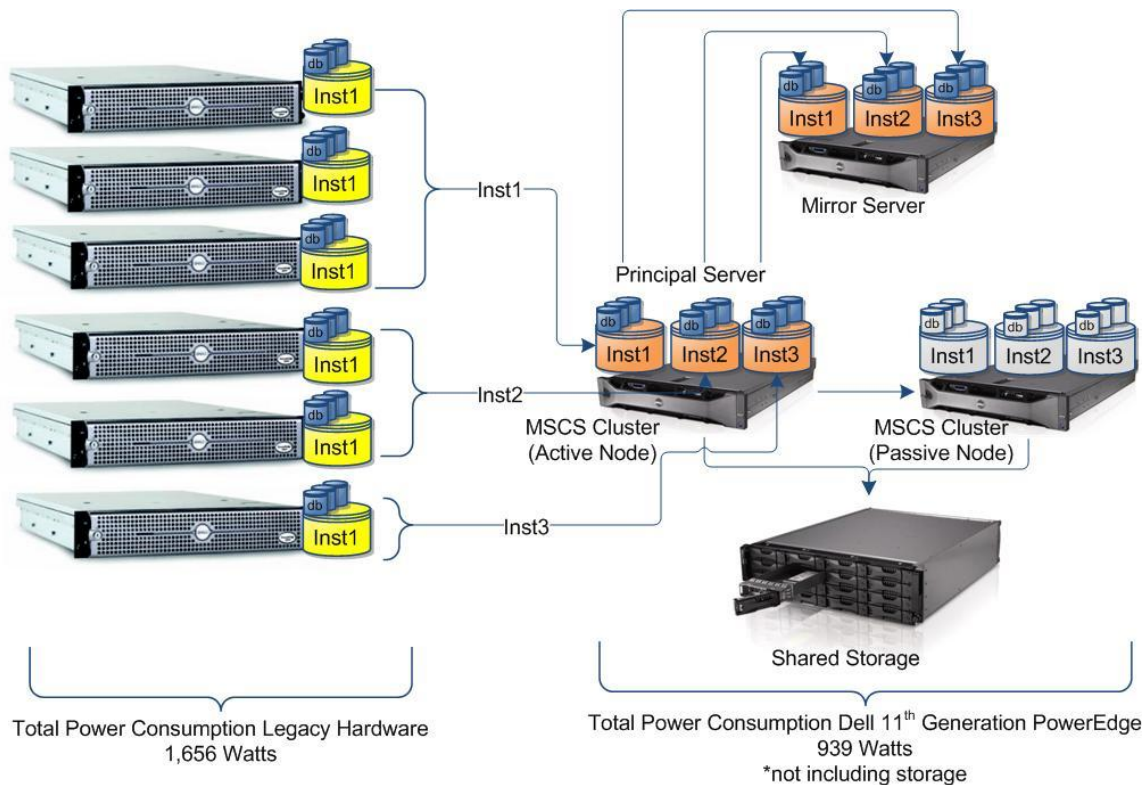 db
Inst1
db
Inst1
db
Inst1
db
Inst1
db
Inst1
db
Inst1
Inst1
Inst2
Inst3
db
db
db
Inst1
Inst2
Inst3
Mirror Server
Principal Server
db
db
db
Inst1
Inst2
Inst3
MSCS Cluster
(Active Node)
db
db
db
Inst1
Inst2
Inst3
MSCS Cluster
(Passive Node)
Shared Storage
Total Power Consumption Legacy Hardware
1,656 Watts
Total Power Consumption Dell 11th Generation PowerEdge
939 Watts
*not including storage